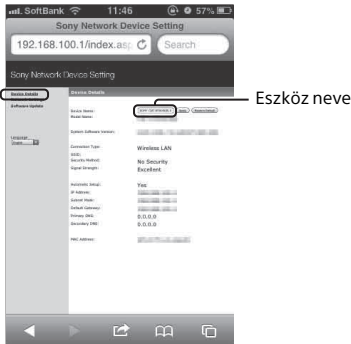 SoftBank 11:46 57%
Sony Network Device Setting
192.168.100.1/index.asp Search
Sony Network Device Setting
Device Details
Software Update
Language
Device Details
Device Name:
Model Name:
System Software Version:
Connection Type: Wireless LAN
SSID:
Security Method: No Security
Signal Strength: Excellent
Automatic Setup: Yes
IP Address:
Subnet Mask:
Default Gateway:
Primary DNS: 0.0.0.0
Secondary DNS: 0.0.0.0
MAC Address:
Eszköz neve